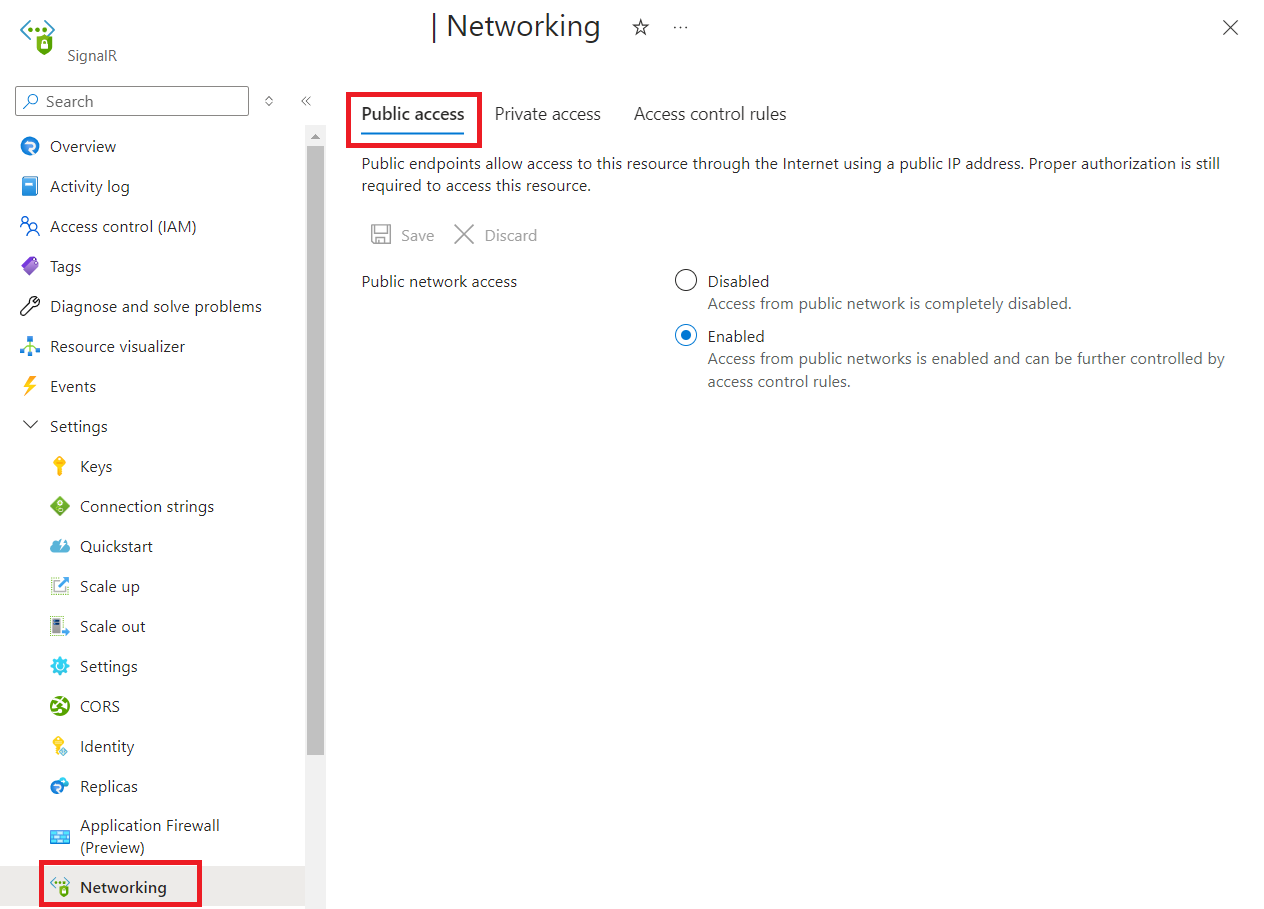 | Networking
SignalR
Search
Overview
Activity log
Access control (IAM)
Tags
Diagnose and solve problems
Resource visualizer
Events
Settings
Keys
Connection strings
Quickstart
Scale up
Scale out
Settings
CORS
Identity
Replicas
Application Firewall
(Preview)
Networking
Public access
Private access
Access control rules
Public endpoints allow access to this resource through the Internet using a public IP address. Proper authorization is still
required to access this resource.
Save
Discard
Public network access
Disabled
Access from public network is completely disabled.
Enabled
Access from public networks is enabled and can be further controlled by
access control rules.